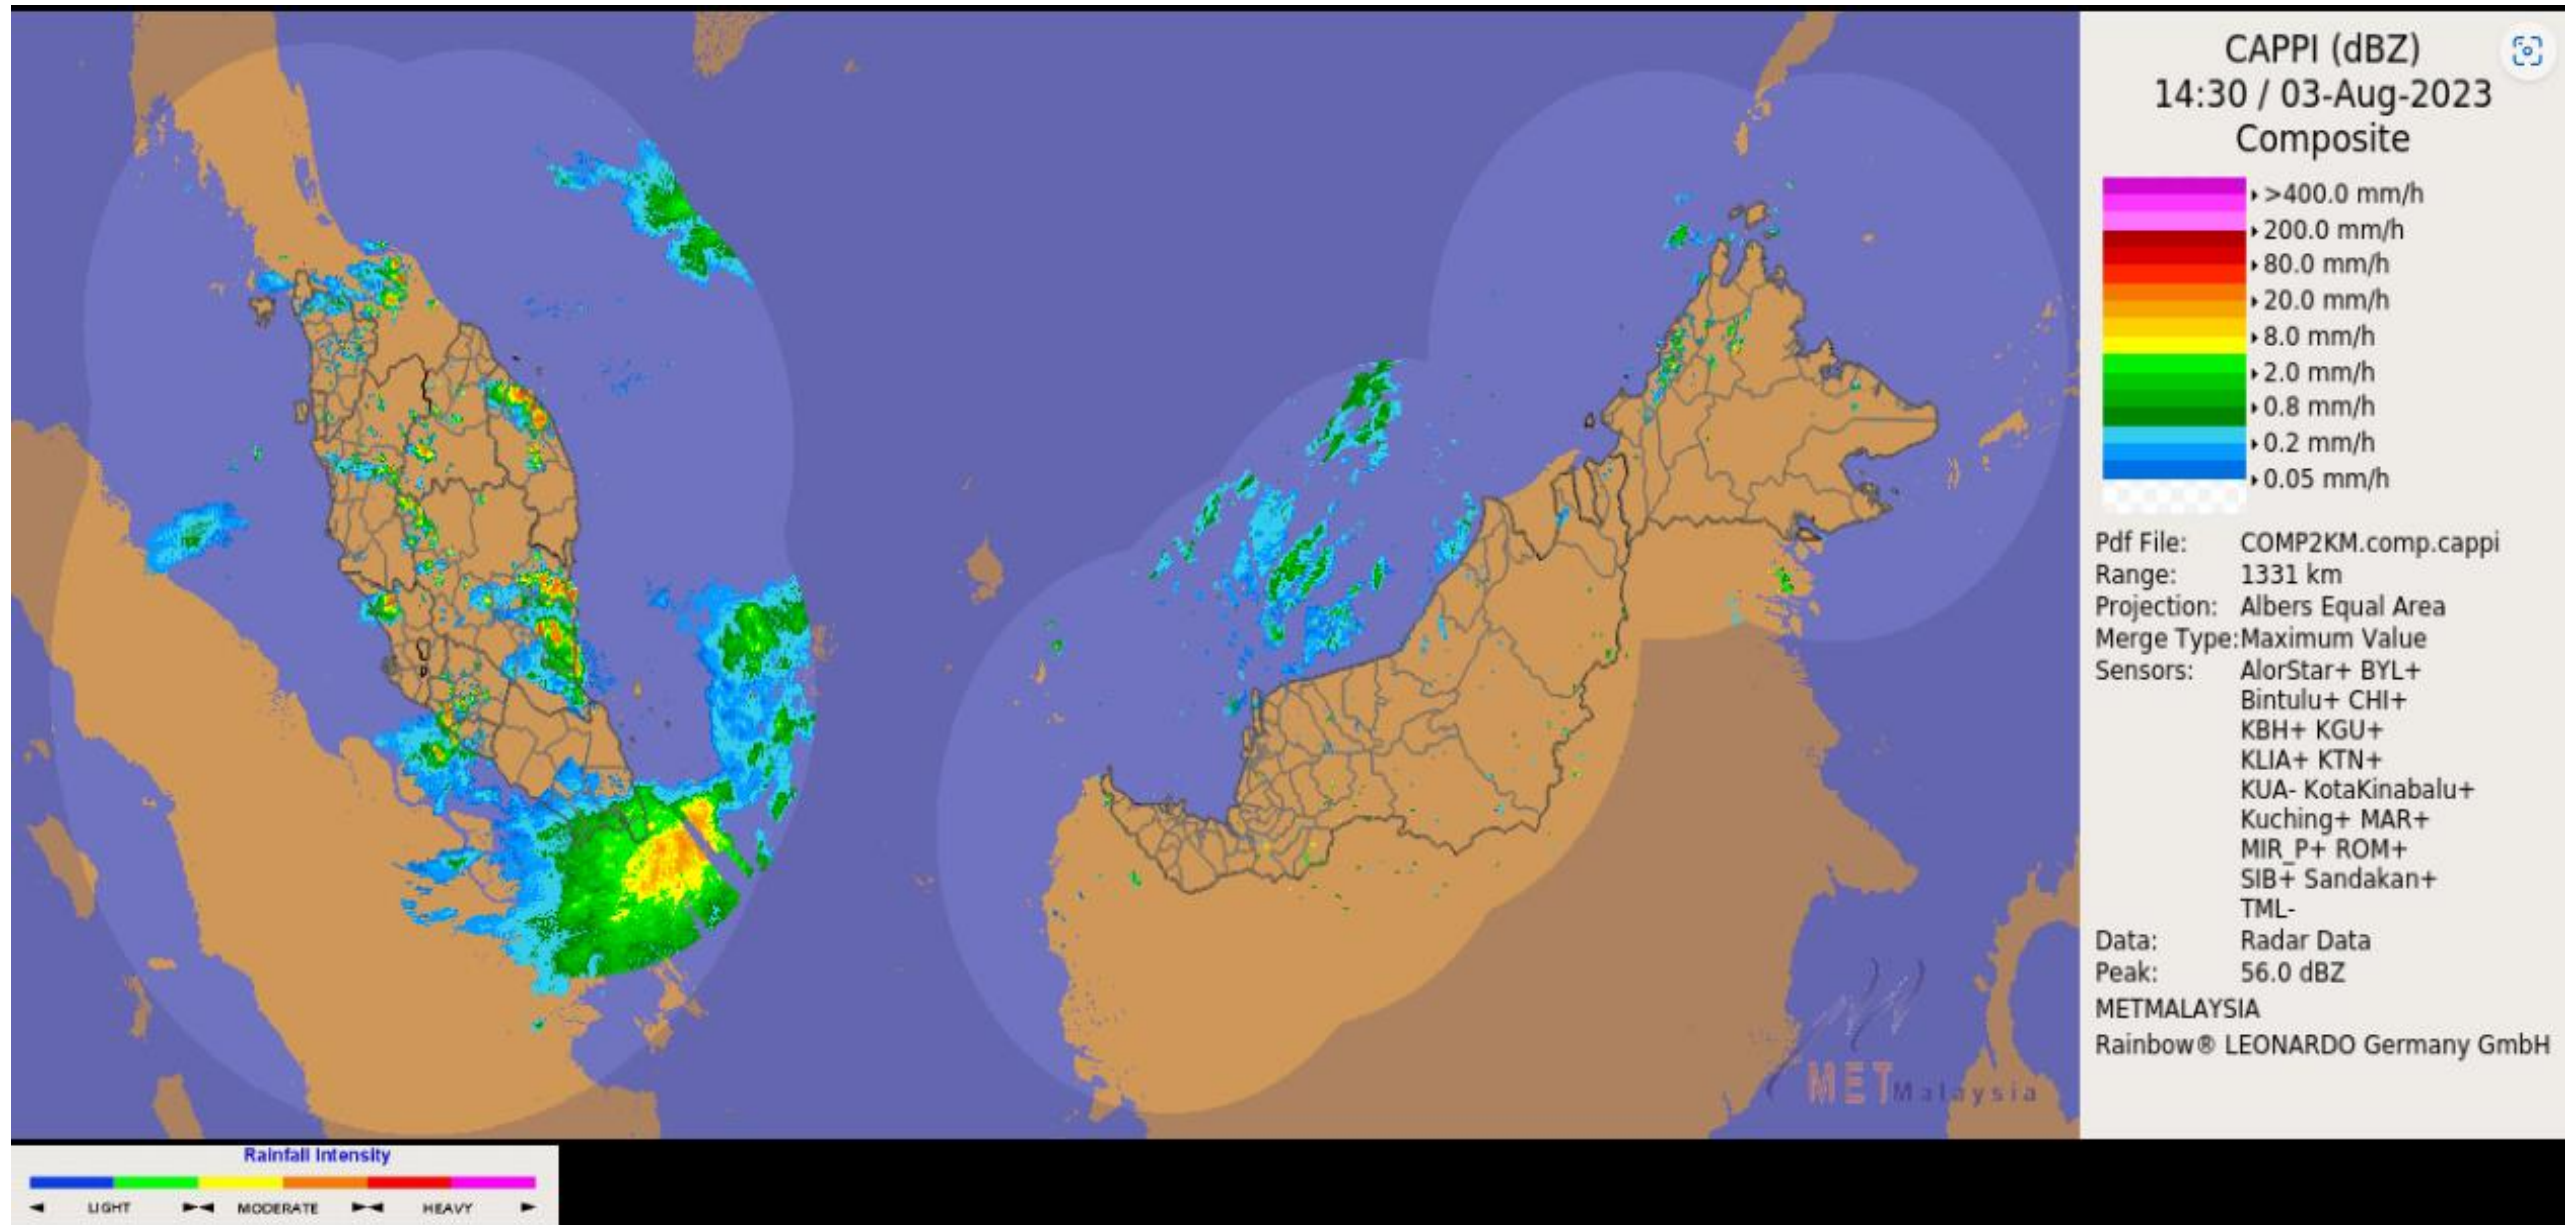 CAPPI (dBZ)
14:30 / 03-Aug-2023
Composite
>400.0 mm/h
200.0 mm/h
80.0 mm/h
20.0 mm/h
8.0 mm/h
2.0 mm/h
0.8 mm/h
0.2 mm/h
0.05 mm/h
Pdf File: COMP2KM.comp.cappi
Range: 1331 km
Projection: Albers Equal Area
Merge Type: Maximum Value
Sensors: AlorStar+ BYL+
Bintulu+ CHI+
KBH+ KGU+
KLIA+ KTN+
KUA- KotaKinabalu+
Kuching+ MAR+
MIR_P+ ROM+
SIB+ Sandakan+
TML-
Data: Radar Data
Peak: 56.0 dBZ
METMALAYSIA
Rainbow® LEONARDO Germany GmbH
MET Malaysia
Rainfall Intensity
LIGHT MODERATE HEAVY